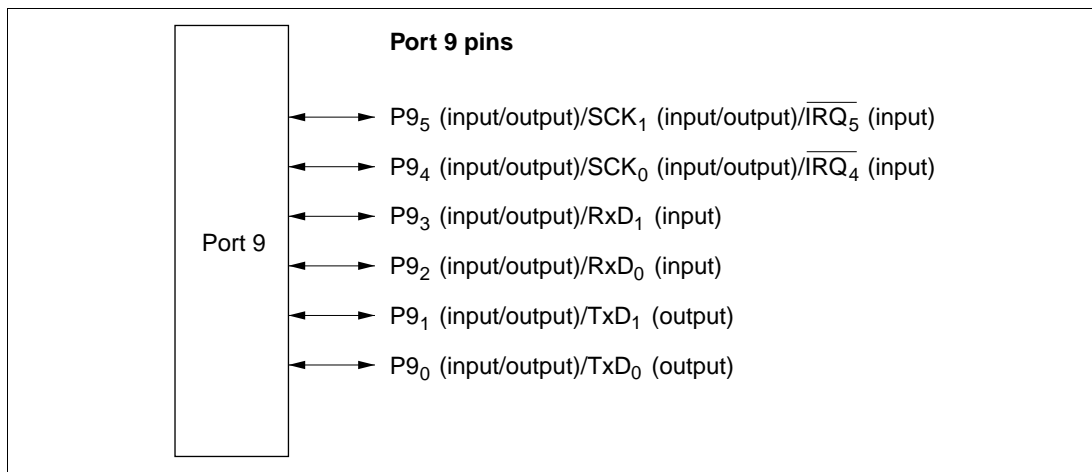 Port 9 pins
P9₅ (input/output)/SCK₁ (input/output)/I̅R̅Q̅₅ (input)
P9₄ (input/output)/SCK₀ (input/output)/I̅R̅Q̅₄ (input)
P9₃ (input/output)/RxD₁ (input)
Port 9
P9₂ (input/output)/RxD₀ (input)
P9₁ (input/output)/TxD₁ (output)
P9₀ (input/output)/TxD₀ (output)